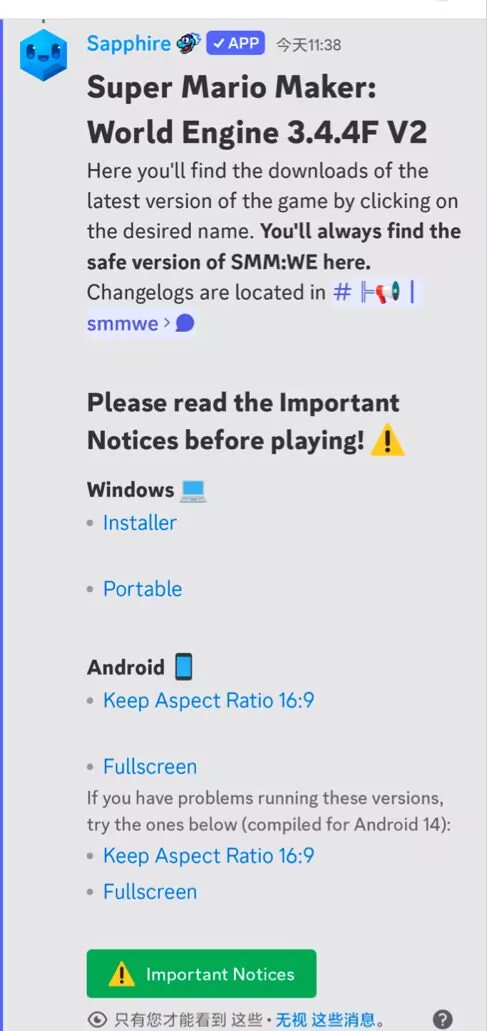 Sapphire ✓ APP 今天11:38
Super Mario Maker:
World Engine 3.4.4F V2
Here you'll find the downloads of the
latest version of the game by clicking on
the desired name. You'll always find the
safe version of SMM:WE here.
Changelogs are located in # ╠📢┃
smmwe ›
Please read the Important
Notices before playing! ⚠️
Windows 💻
• Installer
• Portable
Android 📱
• Keep Aspect Ratio 16:9
• Fullscreen
If you have problems running these versions,
try the ones below (compiled for Android 14):
• Keep Aspect Ratio 16:9
• Fullscreen
⚠️ Important Notices
只有您才能看到 这些 • 无视 这些消息。 ?